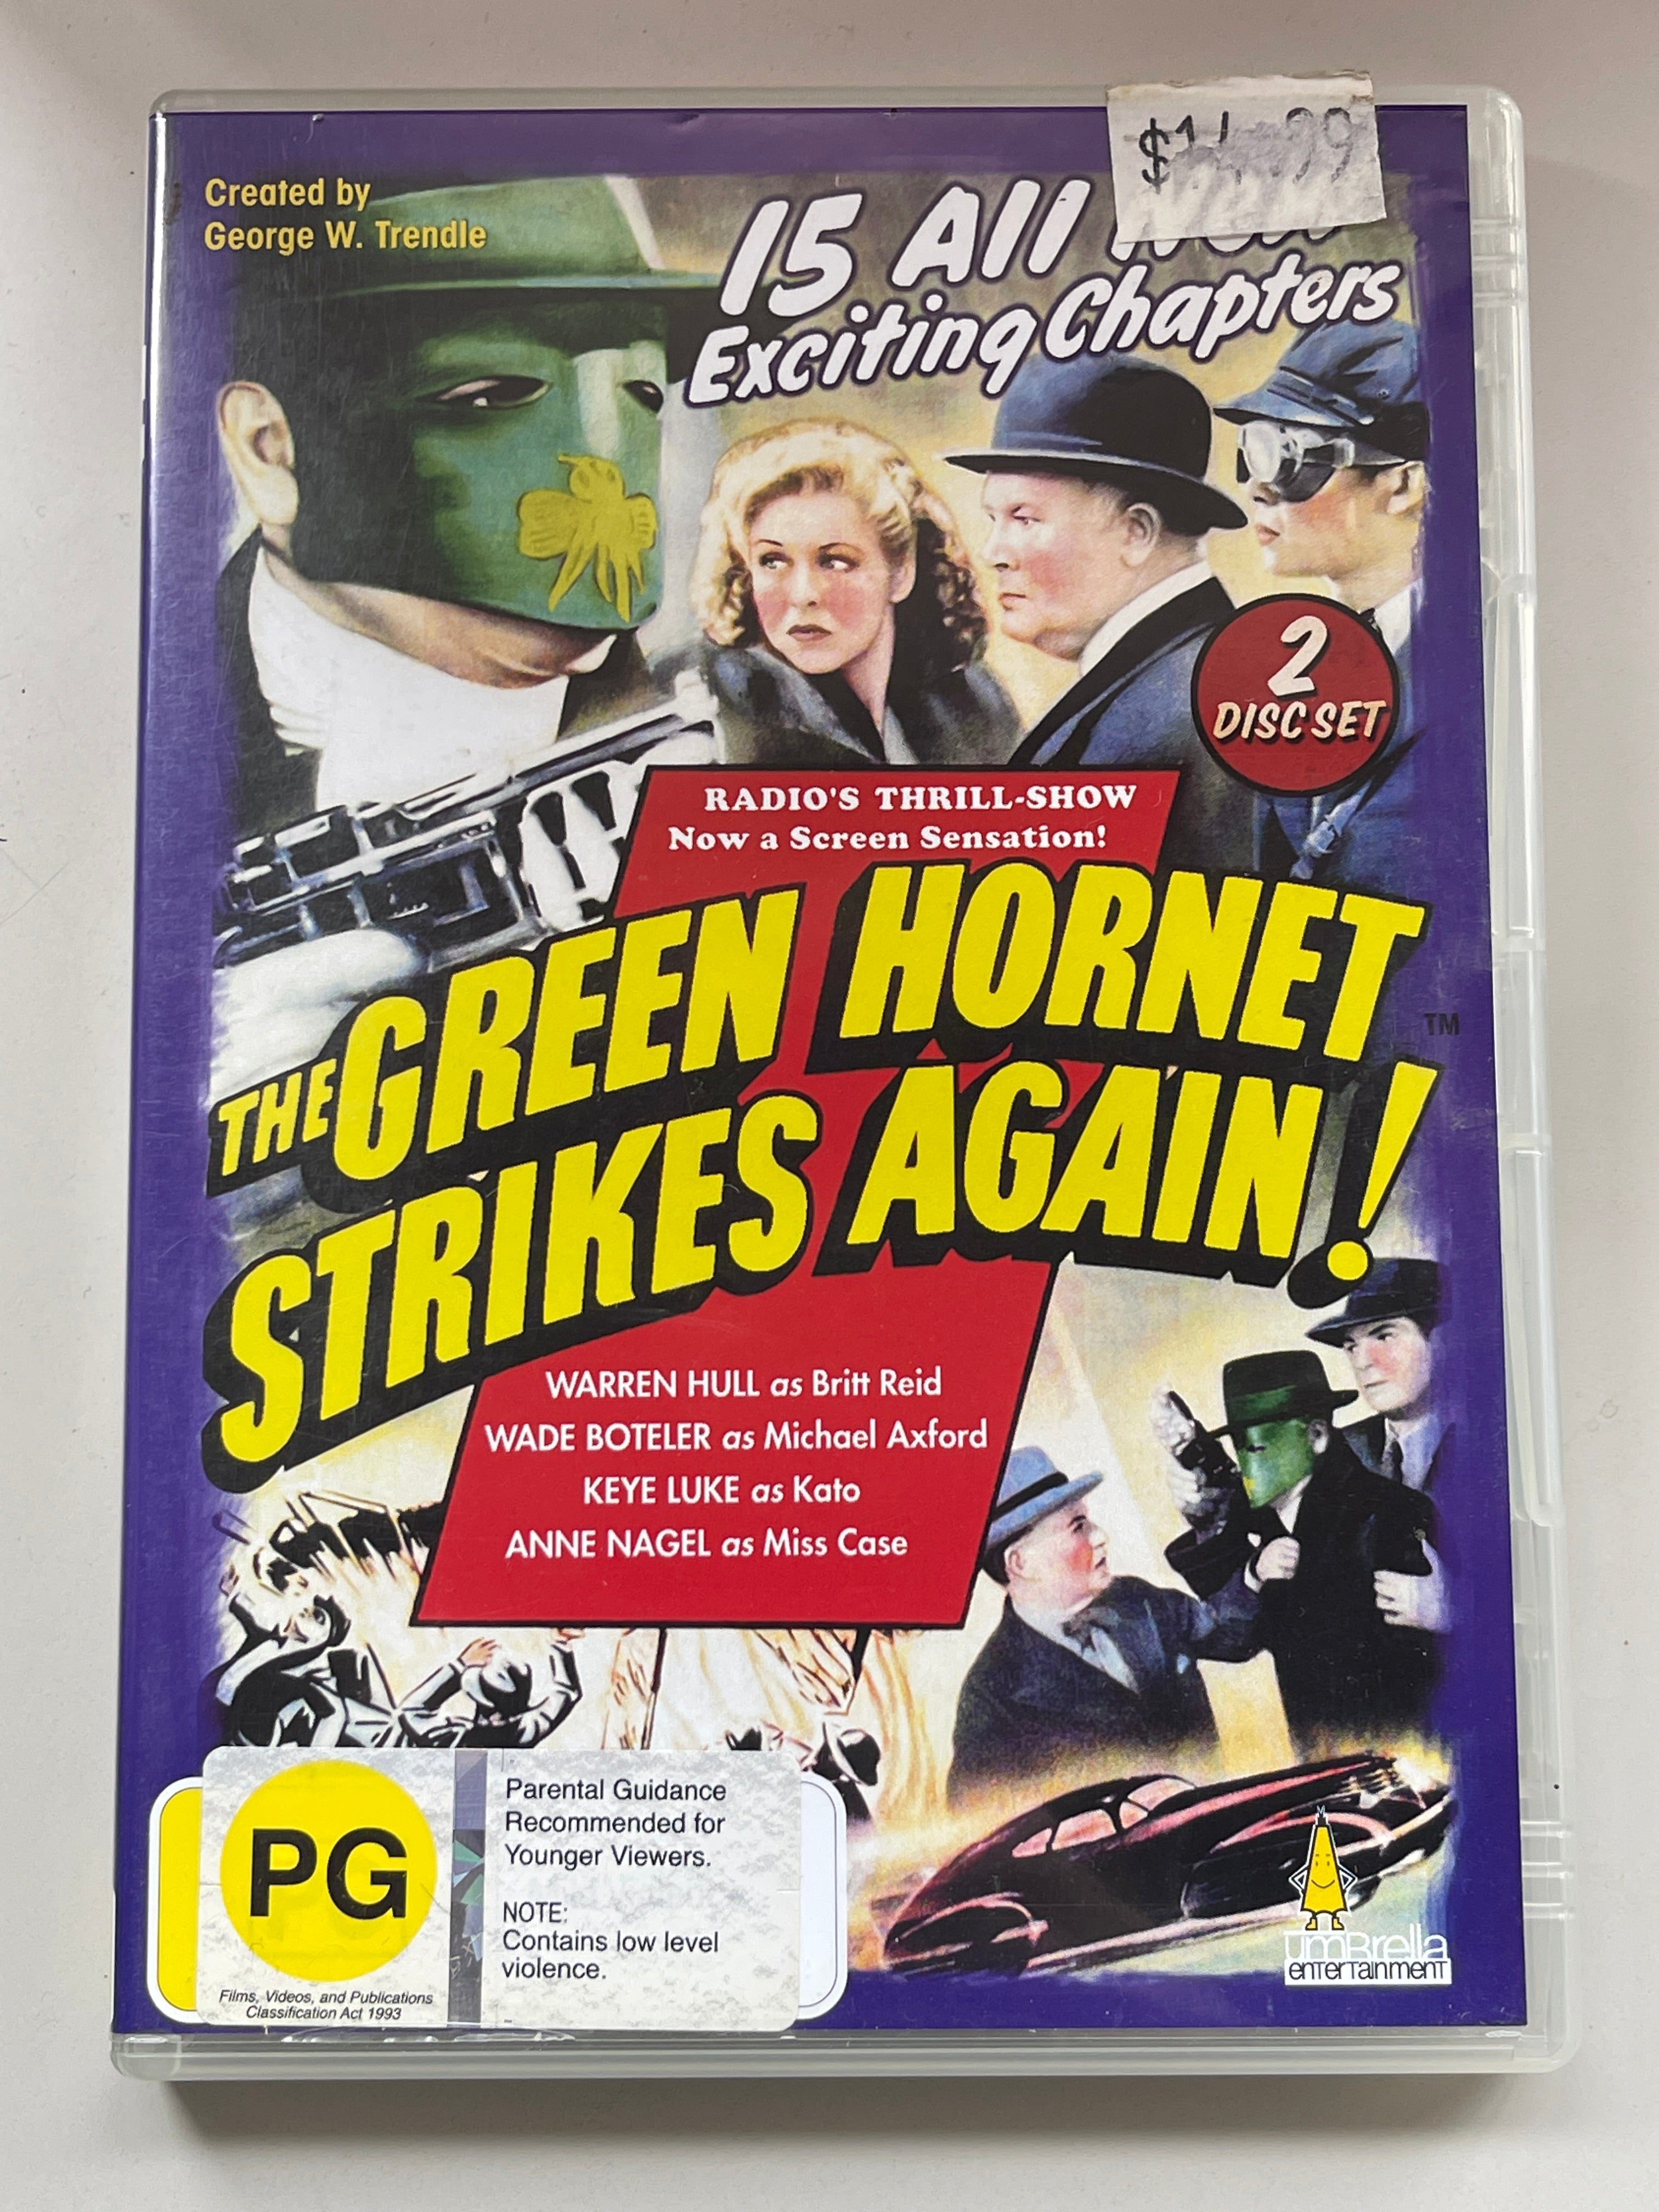 Created by
George W. Trendle
15 All
Exciting Chapters
2
DISC SET
RADIO'S THRILL-SHOW
Now a Screen Sensation!
THE GREEN HORNET
TM
STRIKES AGAIN!
WARREN HULL as Britt Reid
WADE BOTELER as Michael Axford
KEYE LUKE as Kato
ANNE NAGEL as Miss Case
PG
Films, Videos, and Publications
Classification Act 1993
Parental Guidance
Recommended for
Younger Viewers.
NOTE:
Contains low level
violence.
umBrella
enTerTainmenT